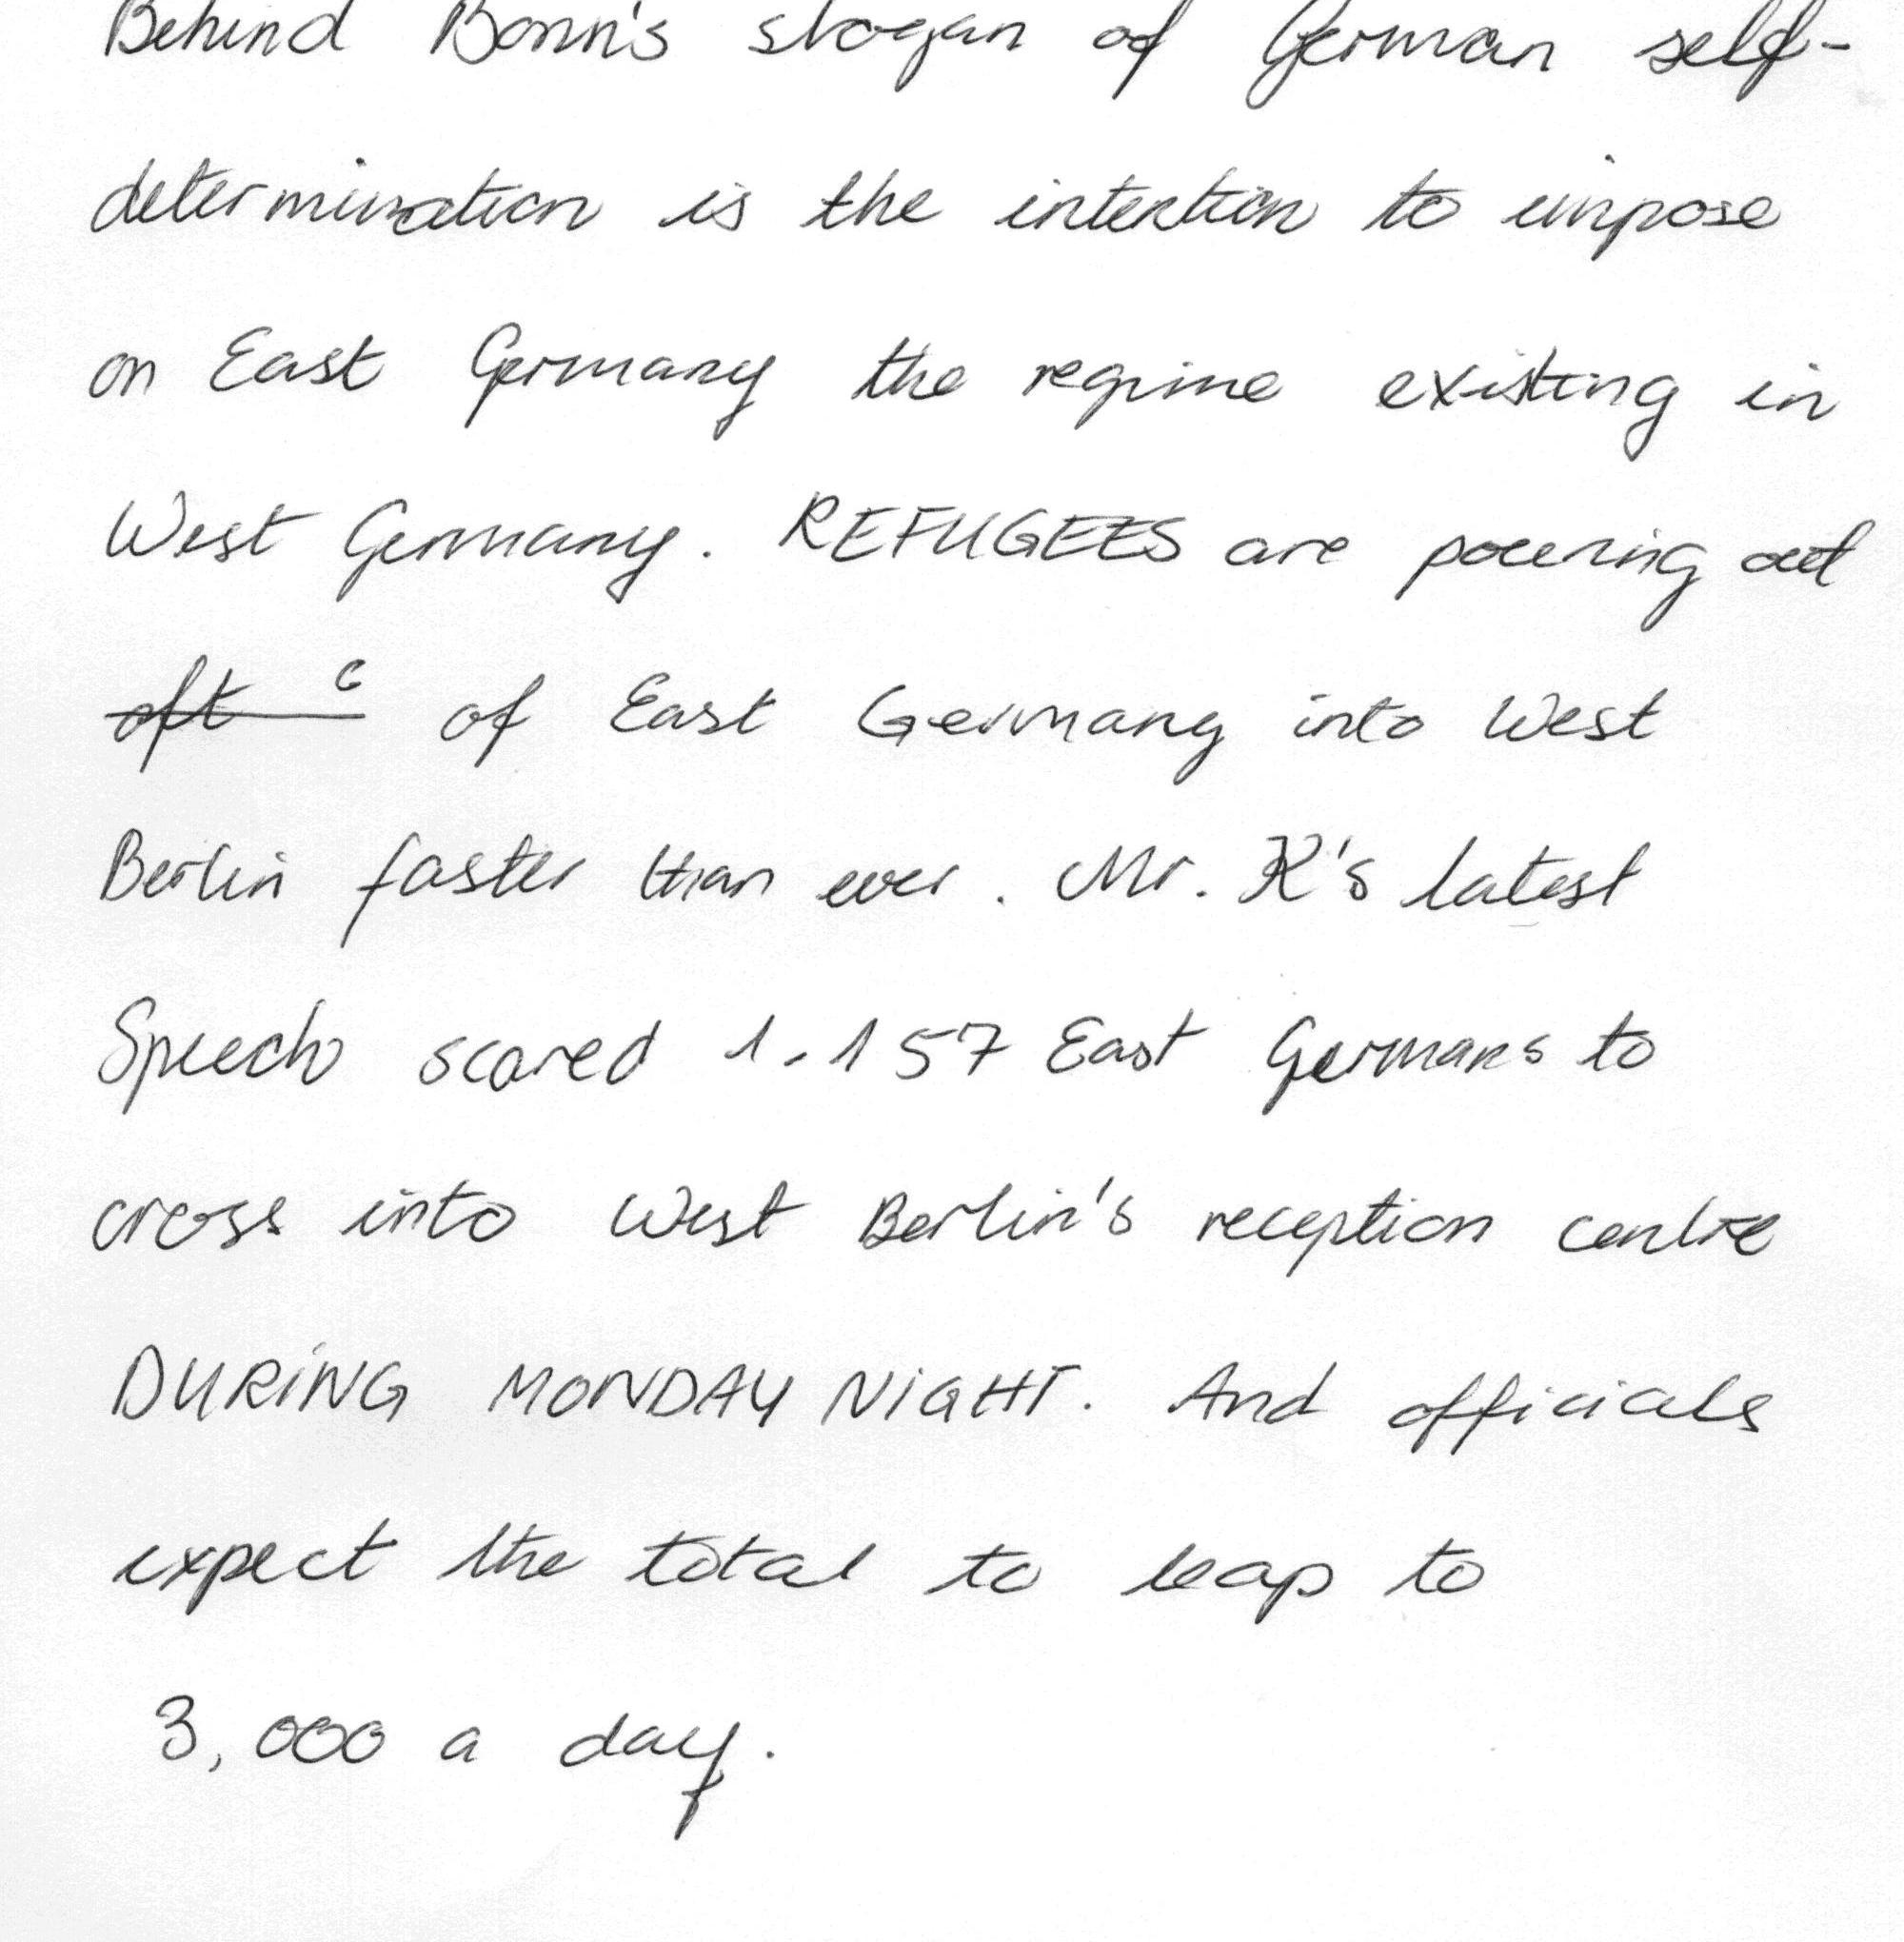 Behind Bonn's slogan of German self-
determination is the intention to impose
on East Germany the regime existing in
West Germany. REFUGEES are pouring out
of East Germany into West
Berlin faster than ever. Mr. K's latest
Speech scared 1.157 East Germans to
cross into West Berlin's reception centre
DURING MONDAY NIGHT. And officials
expect the total to leap to
3,000 a day.